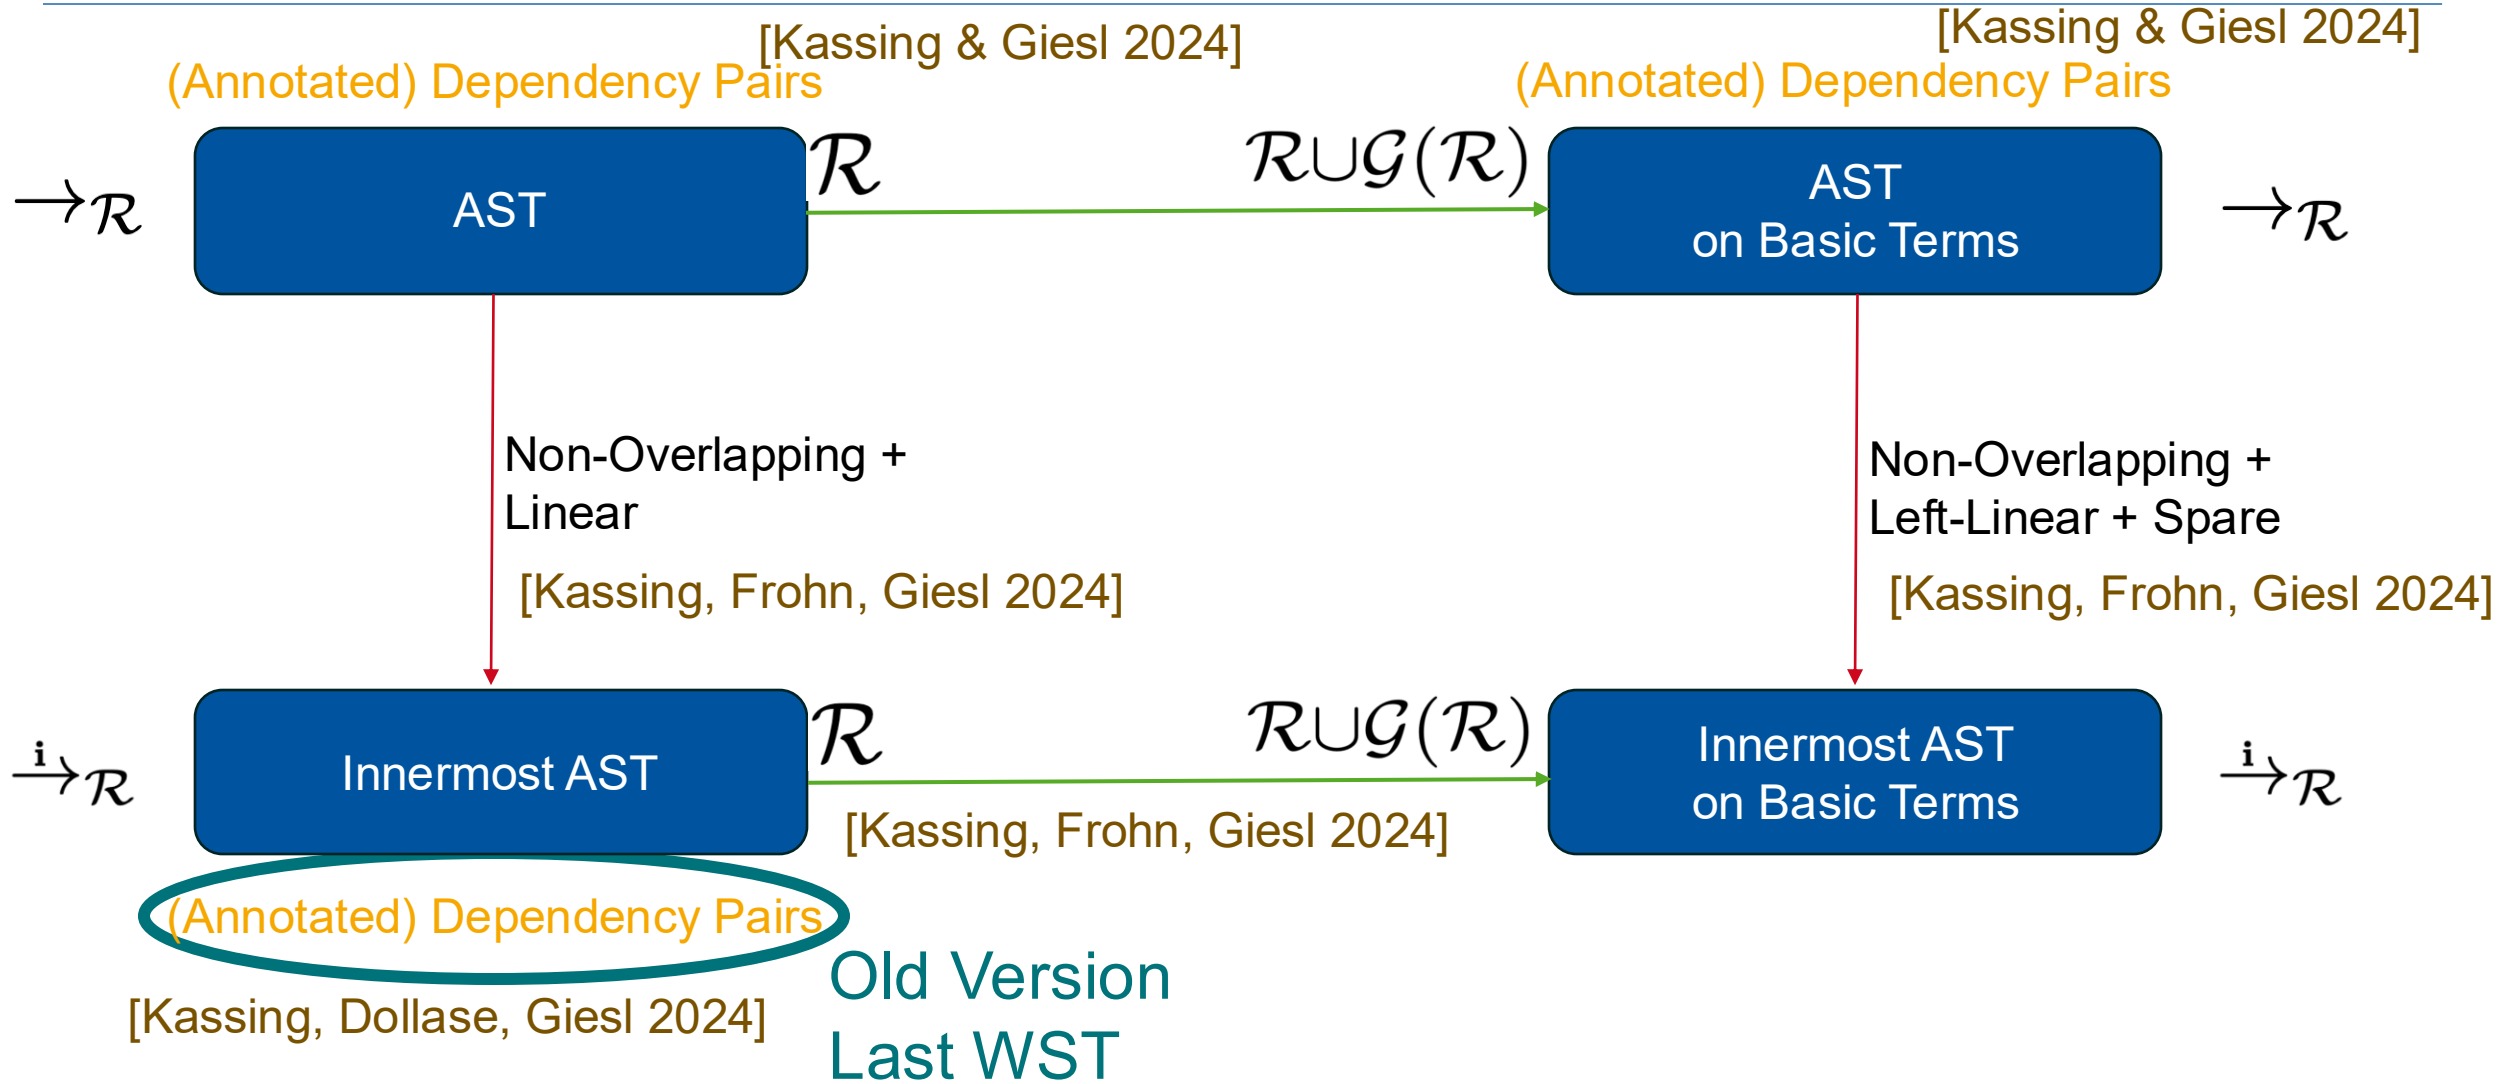 [Kassing & Giesl 2024]
[Kassing & Giesl 2024]
(Annotated) Dependency Pairs
(Annotated) Dependency Pairs
→R
AST
R
R∪G(R)
AST
on Basic Terms
→R
Non-Overlapping +
Linear
[Kassing, Frohn, Giesl 2024]
Non-Overlapping +
Left-Linear + Spare
[Kassing, Frohn, Giesl 2024]
i→R
Innermost AST
R
R∪G(R)
Innermost AST
on Basic Terms
i→R
[Kassing, Frohn, Giesl 2024]
(Annotated) Dependency Pairs
[Kassing, Dollase, Giesl 2024]
Old Version
Last WST